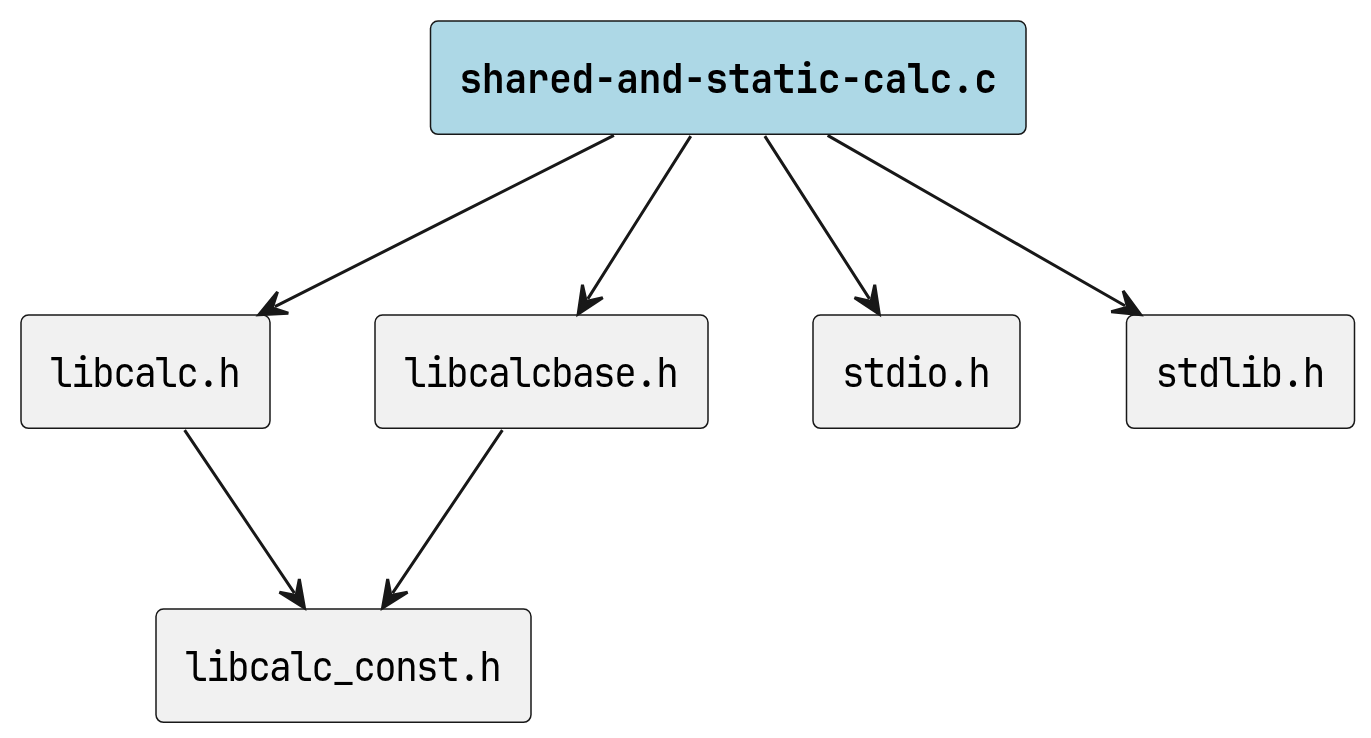 shared-and-static-calc.c
libcalc.h
libcalcbase.h
stdio.h
stdlib.h
libcalc_const.h